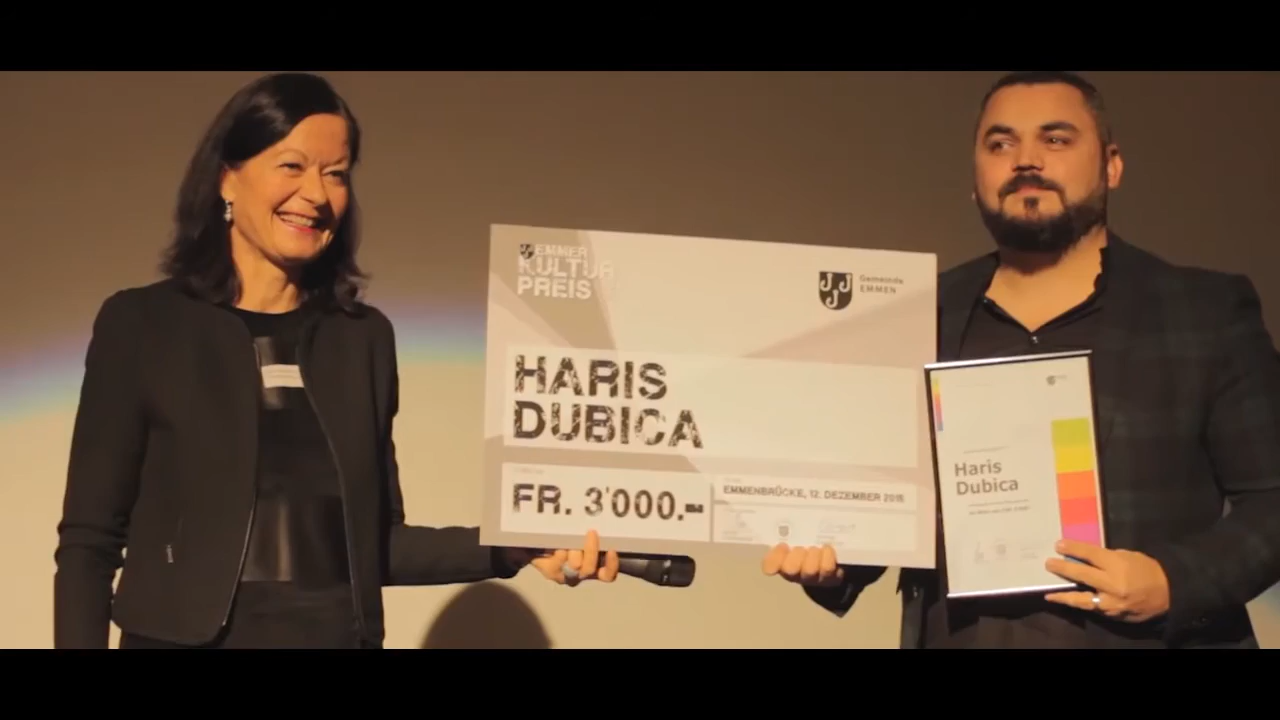 EMMER
KULTUR
PREIS
Gemeinde
EMMEN
HARIS
DUBICA
FR. 3'000.-
EMMENBRÜCKE, 12. DEZEMBER 2015
Haris
Dubica